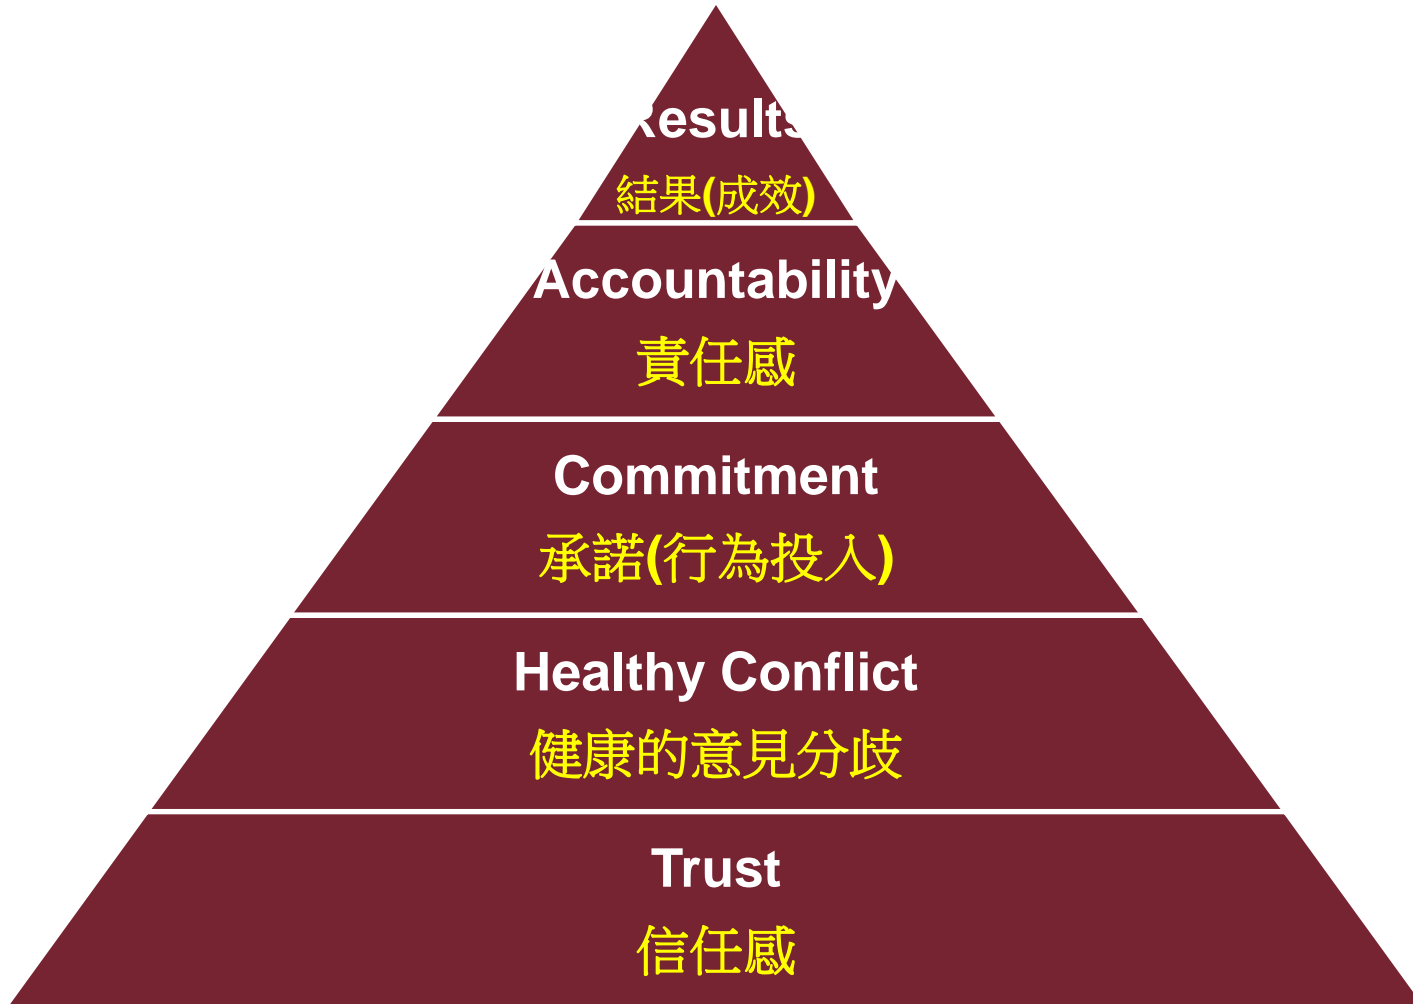 Results
結果(成效)
Accountability
責任感
Commitment
承諾(行為投入)
Healthy Conflict
健康的意見分歧
Trust
信任感